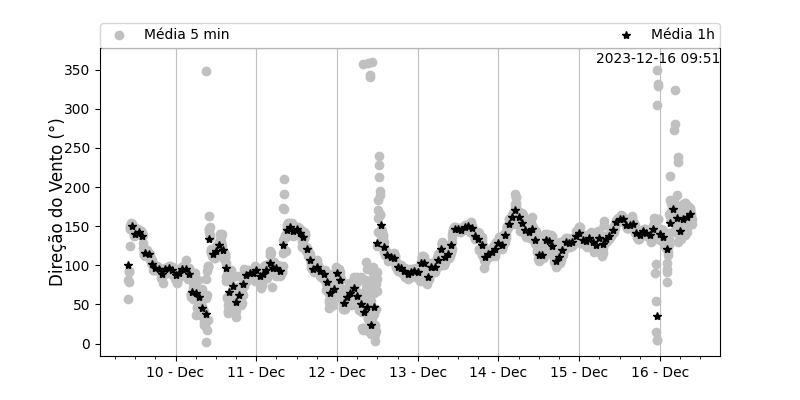 Média 5 min
Média 1h
2023-12-16 09:51
Direção do Vento (°)
350
300
250
200
150
100
50
0
10 - Dec
11 - Dec
12 - Dec
13 - Dec
14 - Dec
15 - Dec
16 - Dec